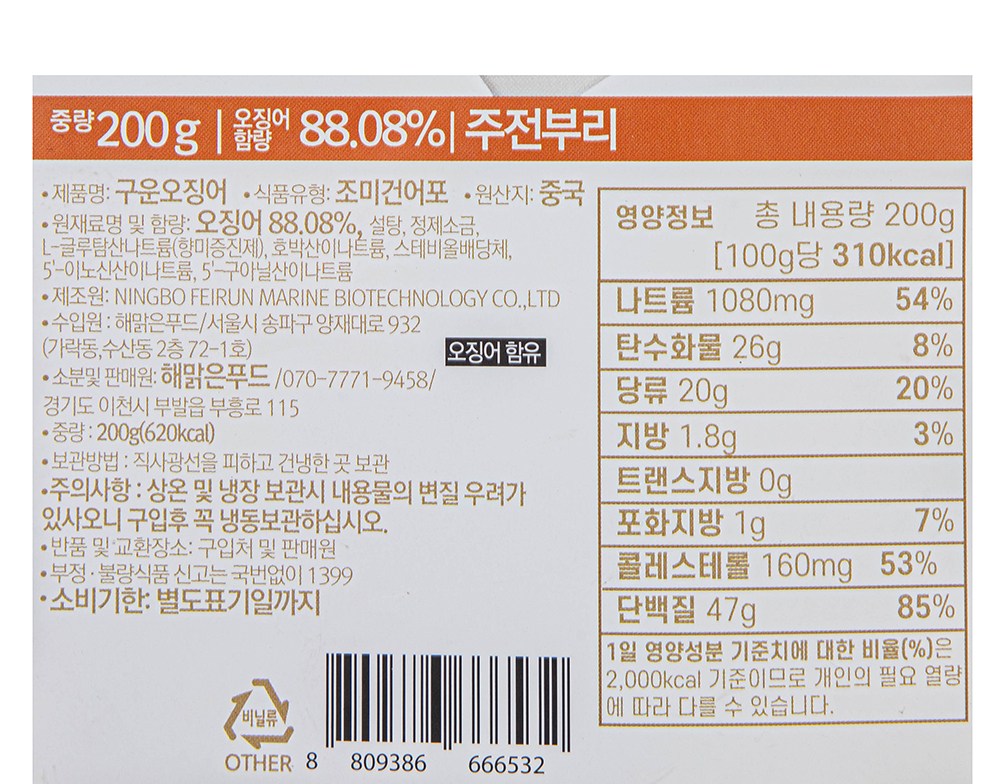 중량 200g | 오징어 함량 88.08% | 주전부리
•제품명: 구운오징어 •식품유형: 조미건어포 •원산지: 중국
•원재료명 및 함량: 오징어 88.08%, 설탕, 정제소금,
L-글루탐산나트륨(향미증진제), 호박산이나트륨, 스테비올배당체,
5'-이노신산이나트륨, 5'-구아닐산이나트륨
•제조원: NINGBO FEIRUN MARINE BIOTECHNOLOGY CO.,LTD
•수입원 : 해맑은푸드/서울시 송파구 양재대로 932
(가락동,수산동 2층 72-1호)
오징어 함유
•소분및 판매원: 해맑은푸드 /070-7771-9458/
경기도 이천시 부발읍 부흥로 115
•중량 : 200g(620kcal)
•보관방법 : 직사광선을 피하고 건냉한 곳 보관
•주의사항 : 상온 및 냉장 보관시 내용물의 변질 우려가
있사오니 구입후 꼭 냉동보관하십시오.
•반품 및 교환장소: 구입처 및 판매원
•부정·불량식품 신고는 국번없이 1399
•소비기한: 별도표기일까지
영양정보 총 내용량 200g
[100g당 310kcal]
나트륨 1080mg 54%
탄수화물 26g 8%
당류 20g 20%
지방 1.8g 3%
트랜스지방 0g
포화지방 1g 7%
콜레스테롤 160mg 53%
단백질 47g 85%
1일 영양성분 기준치에 대한 비율(%)은
2,000kcal 기준이므로 개인의 필요 열량
에 따라 다를 수 있습니다.
비닐류
OTHER
8 809386 666532